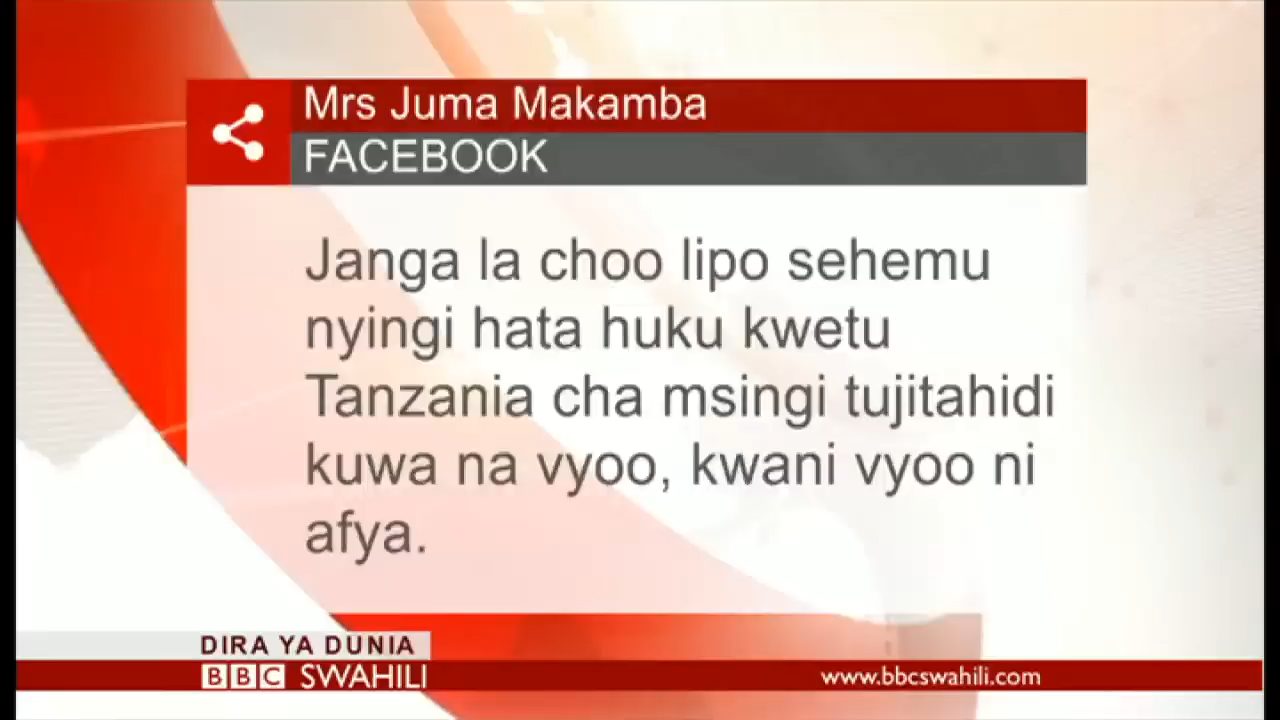 Mrs Juma Makamba
FACEBOOK
Janga la choo lipo sehemu
nyingi hata huku kwetu
Tanzania cha msingi tujitahidi
kuwa na vyoo, kwani vyoo ni
afya.
DIRA YA DUNIA
BBC SWAHILI
www.bbcswahili.com